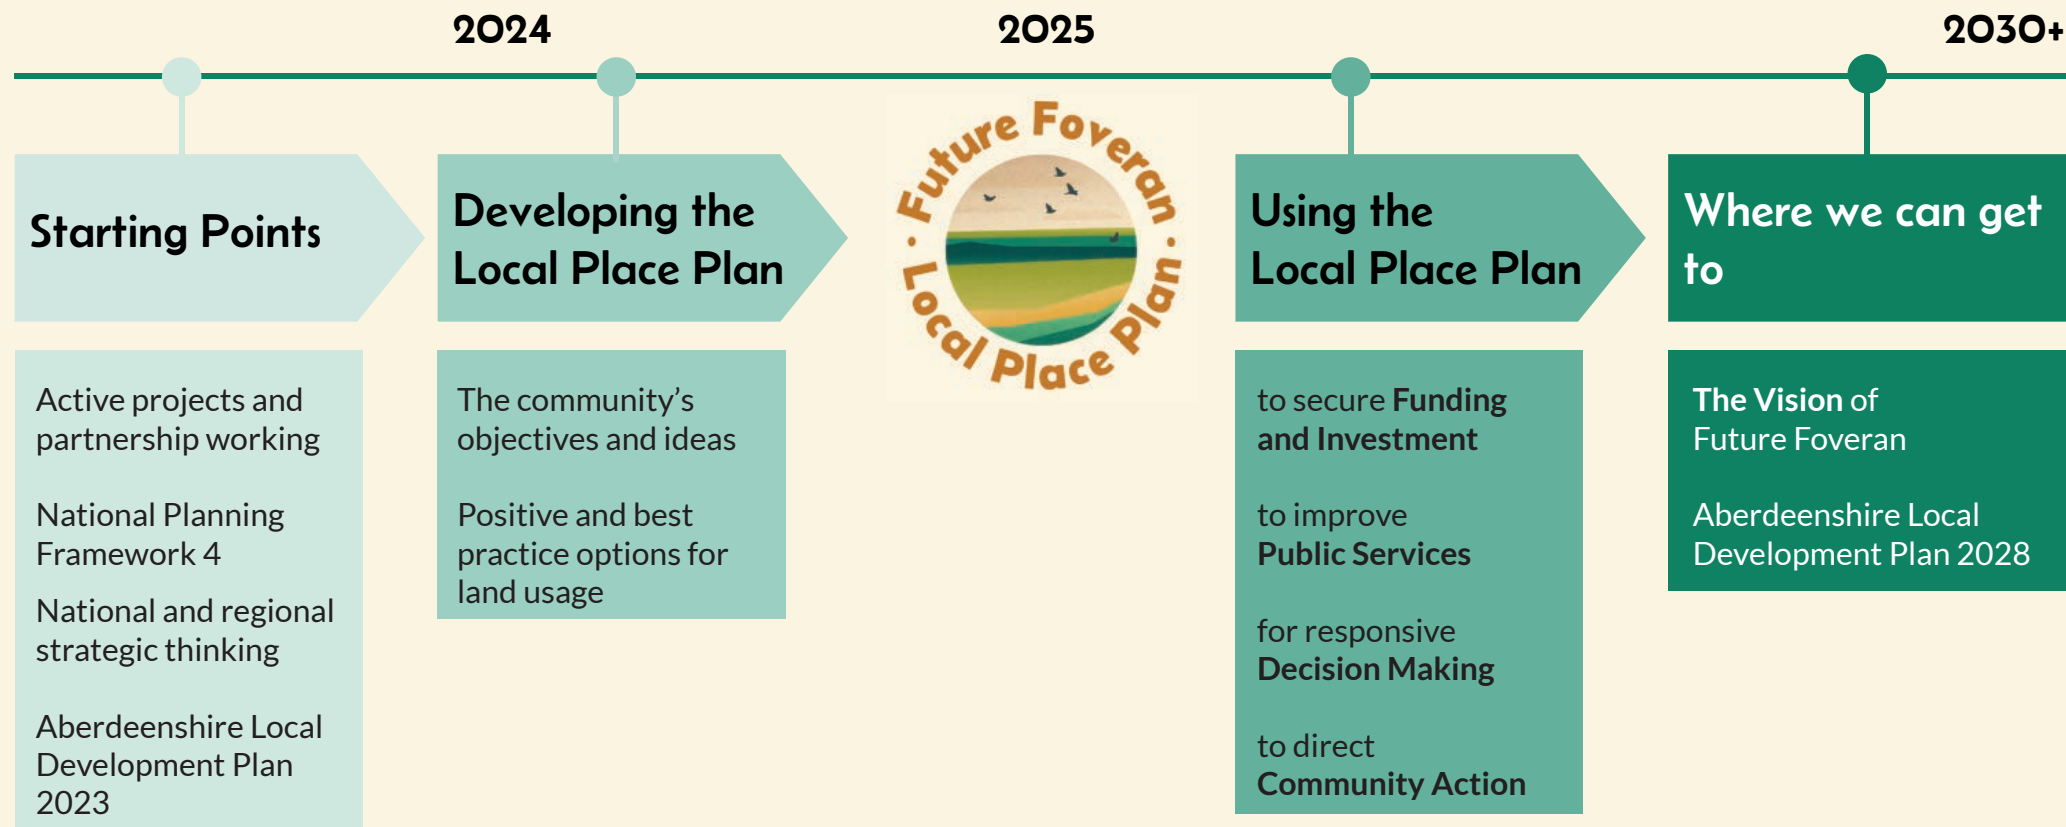 2024
2025
2030+
Starting Points
Developing the
Local Place Plan
Future Foveran
Local Place Plan
Using the
Local Place Plan
Where we can get
to
Active projects and
partnership working
National Planning
Framework 4
National and regional
strategic thinking
Aberdeenshire Local
Development Plan
2023
The community’s
objectives and ideas
Positive and best
practice options for
land usage
to secure Funding
and Investment
to improve
Public Services
for responsive
Decision Making
to direct
Community Action
The Vision of
Future Foveran
Aberdeenshire Local
Development Plan 2028